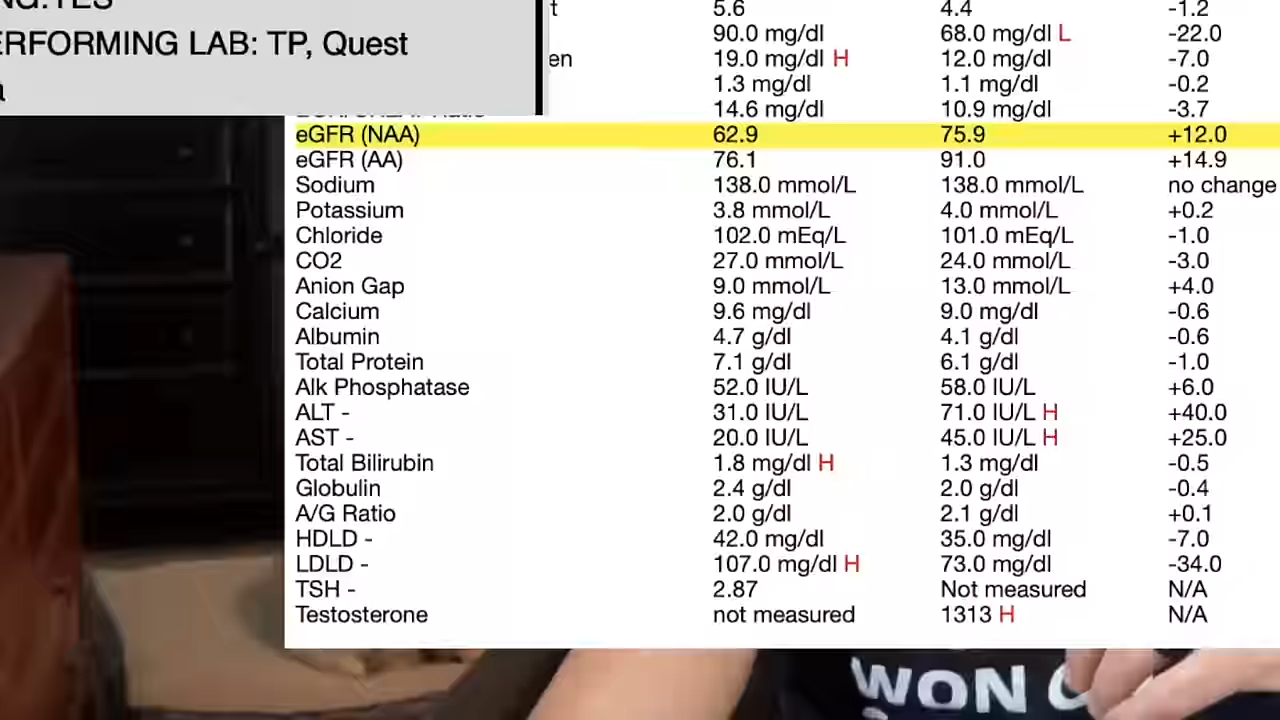 NG:YES
ERFORMING LAB: TP, Quest
a
t 5.6 4.4 -1.2
90.0 mg/dl 68.0 mg/dl L -22.0
en 19.0 mg/dl H 12.0 mg/dl -7.0
1.3 mg/dl 1.1 mg/dl -0.2
14.6 mg/dl 10.9 mg/dl -3.7
eGFR (NAA) 62.9 75.9 +12.0
eGFR (AA) 76.1 91.0 +14.9
Sodium 138.0 mmol/L 138.0 mmol/L no change
Potassium 3.8 mmol/L 4.0 mmol/L +0.2
Chloride 102.0 mEq/L 101.0 mEq/L -1.0
CO2 27.0 mmol/L 24.0 mmol/L -3.0
Anion Gap 9.0 mmol/L 13.0 mmol/L +4.0
Calcium 9.6 mg/dl 9.0 mg/dl -0.6
Albumin 4.7 g/dl 4.1 g/dl -0.6
Total Protein 7.1 g/dl 6.1 g/dl -1.0
Alk Phosphatase 52.0 IU/L 58.0 IU/L +6.0
ALT - 31.0 IU/L 71.0 IU/L H +40.0
AST - 20.0 IU/L 45.0 IU/L H +25.0
Total Bilirubin 1.8 mg/dl H 1.3 mg/dl -0.5
Globulin 2.4 g/dl 2.0 g/dl -0.4
A/G Ratio 2.0 g/dl 2.1 g/dl +0.1
HDLD - 42.0 mg/dl 35.0 mg/dl -7.0
LDLD - 107.0 mg/dl H 73.0 mg/dl -34.0
TSH - 2.87 Not measured N/A
Testosterone not measured 1313 H N/A
WON